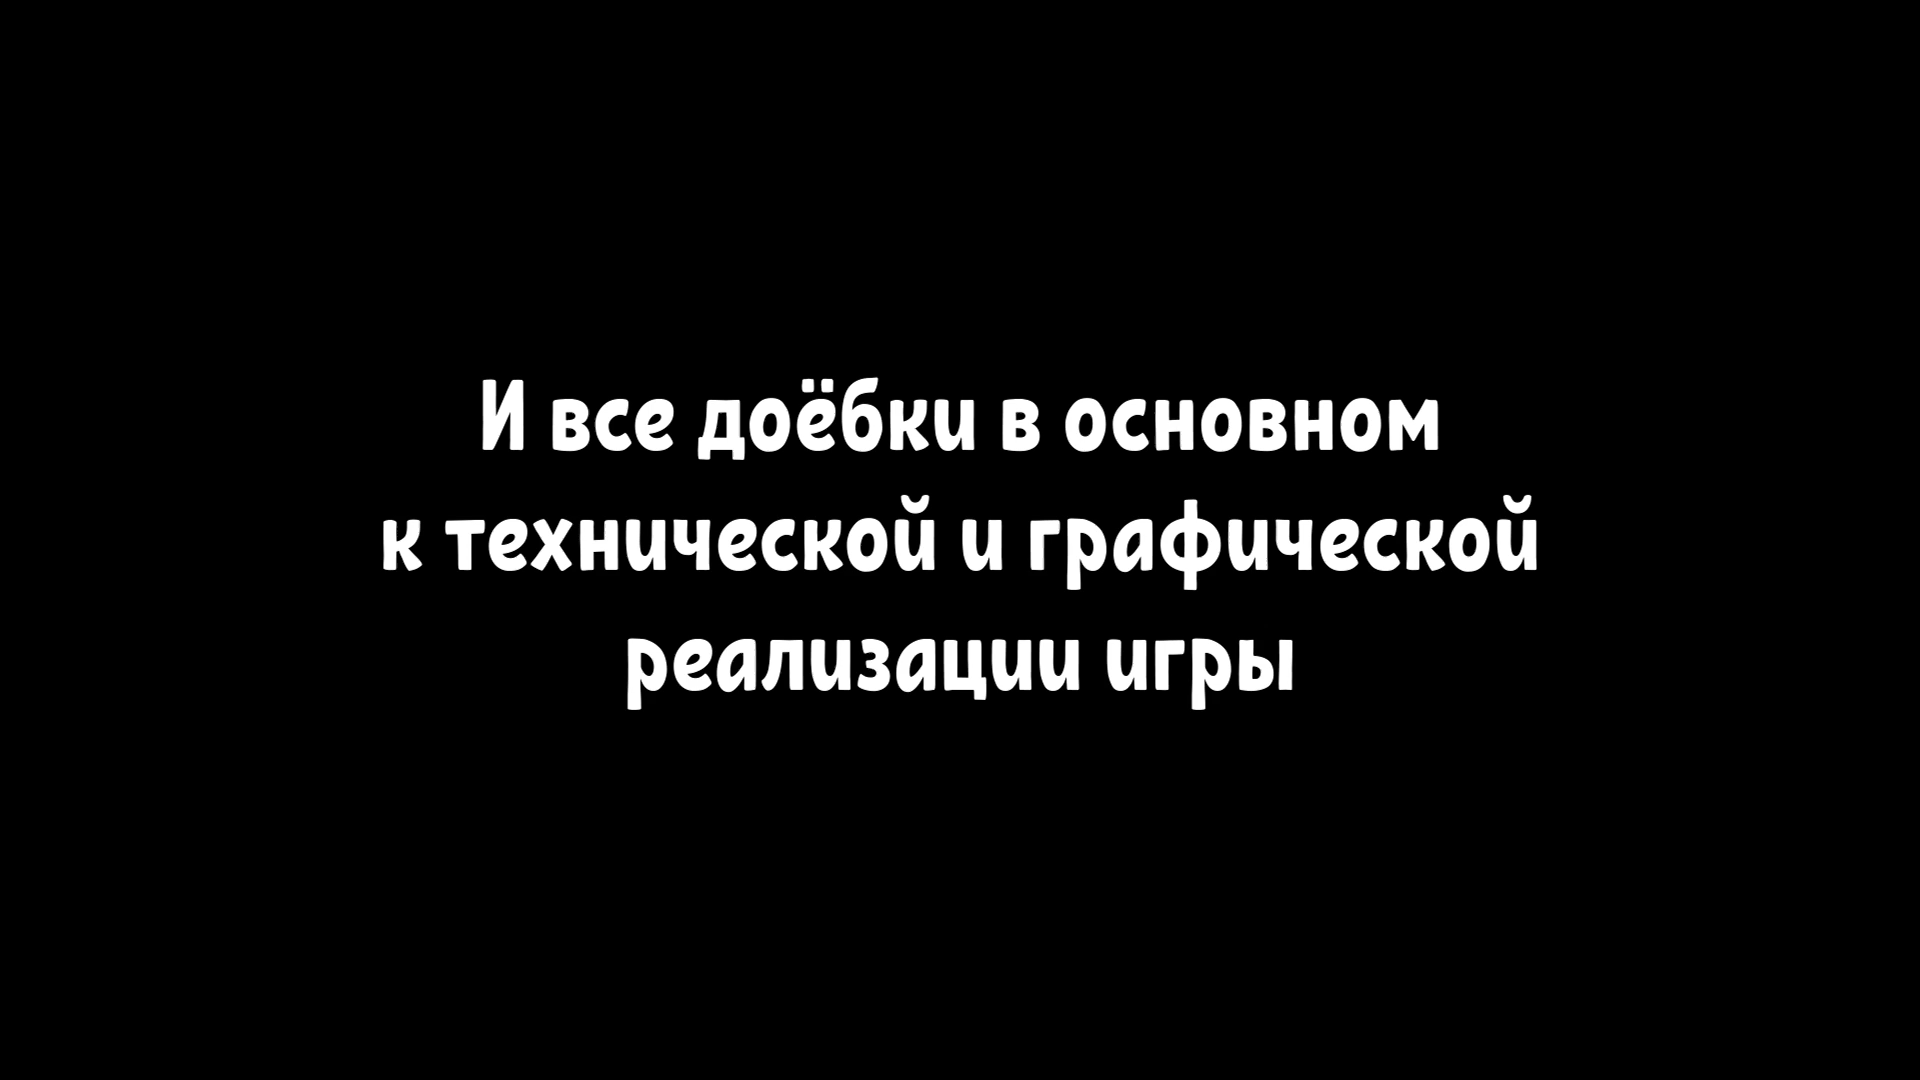 И все доёбки в основном
к технической и графической
реализации игры